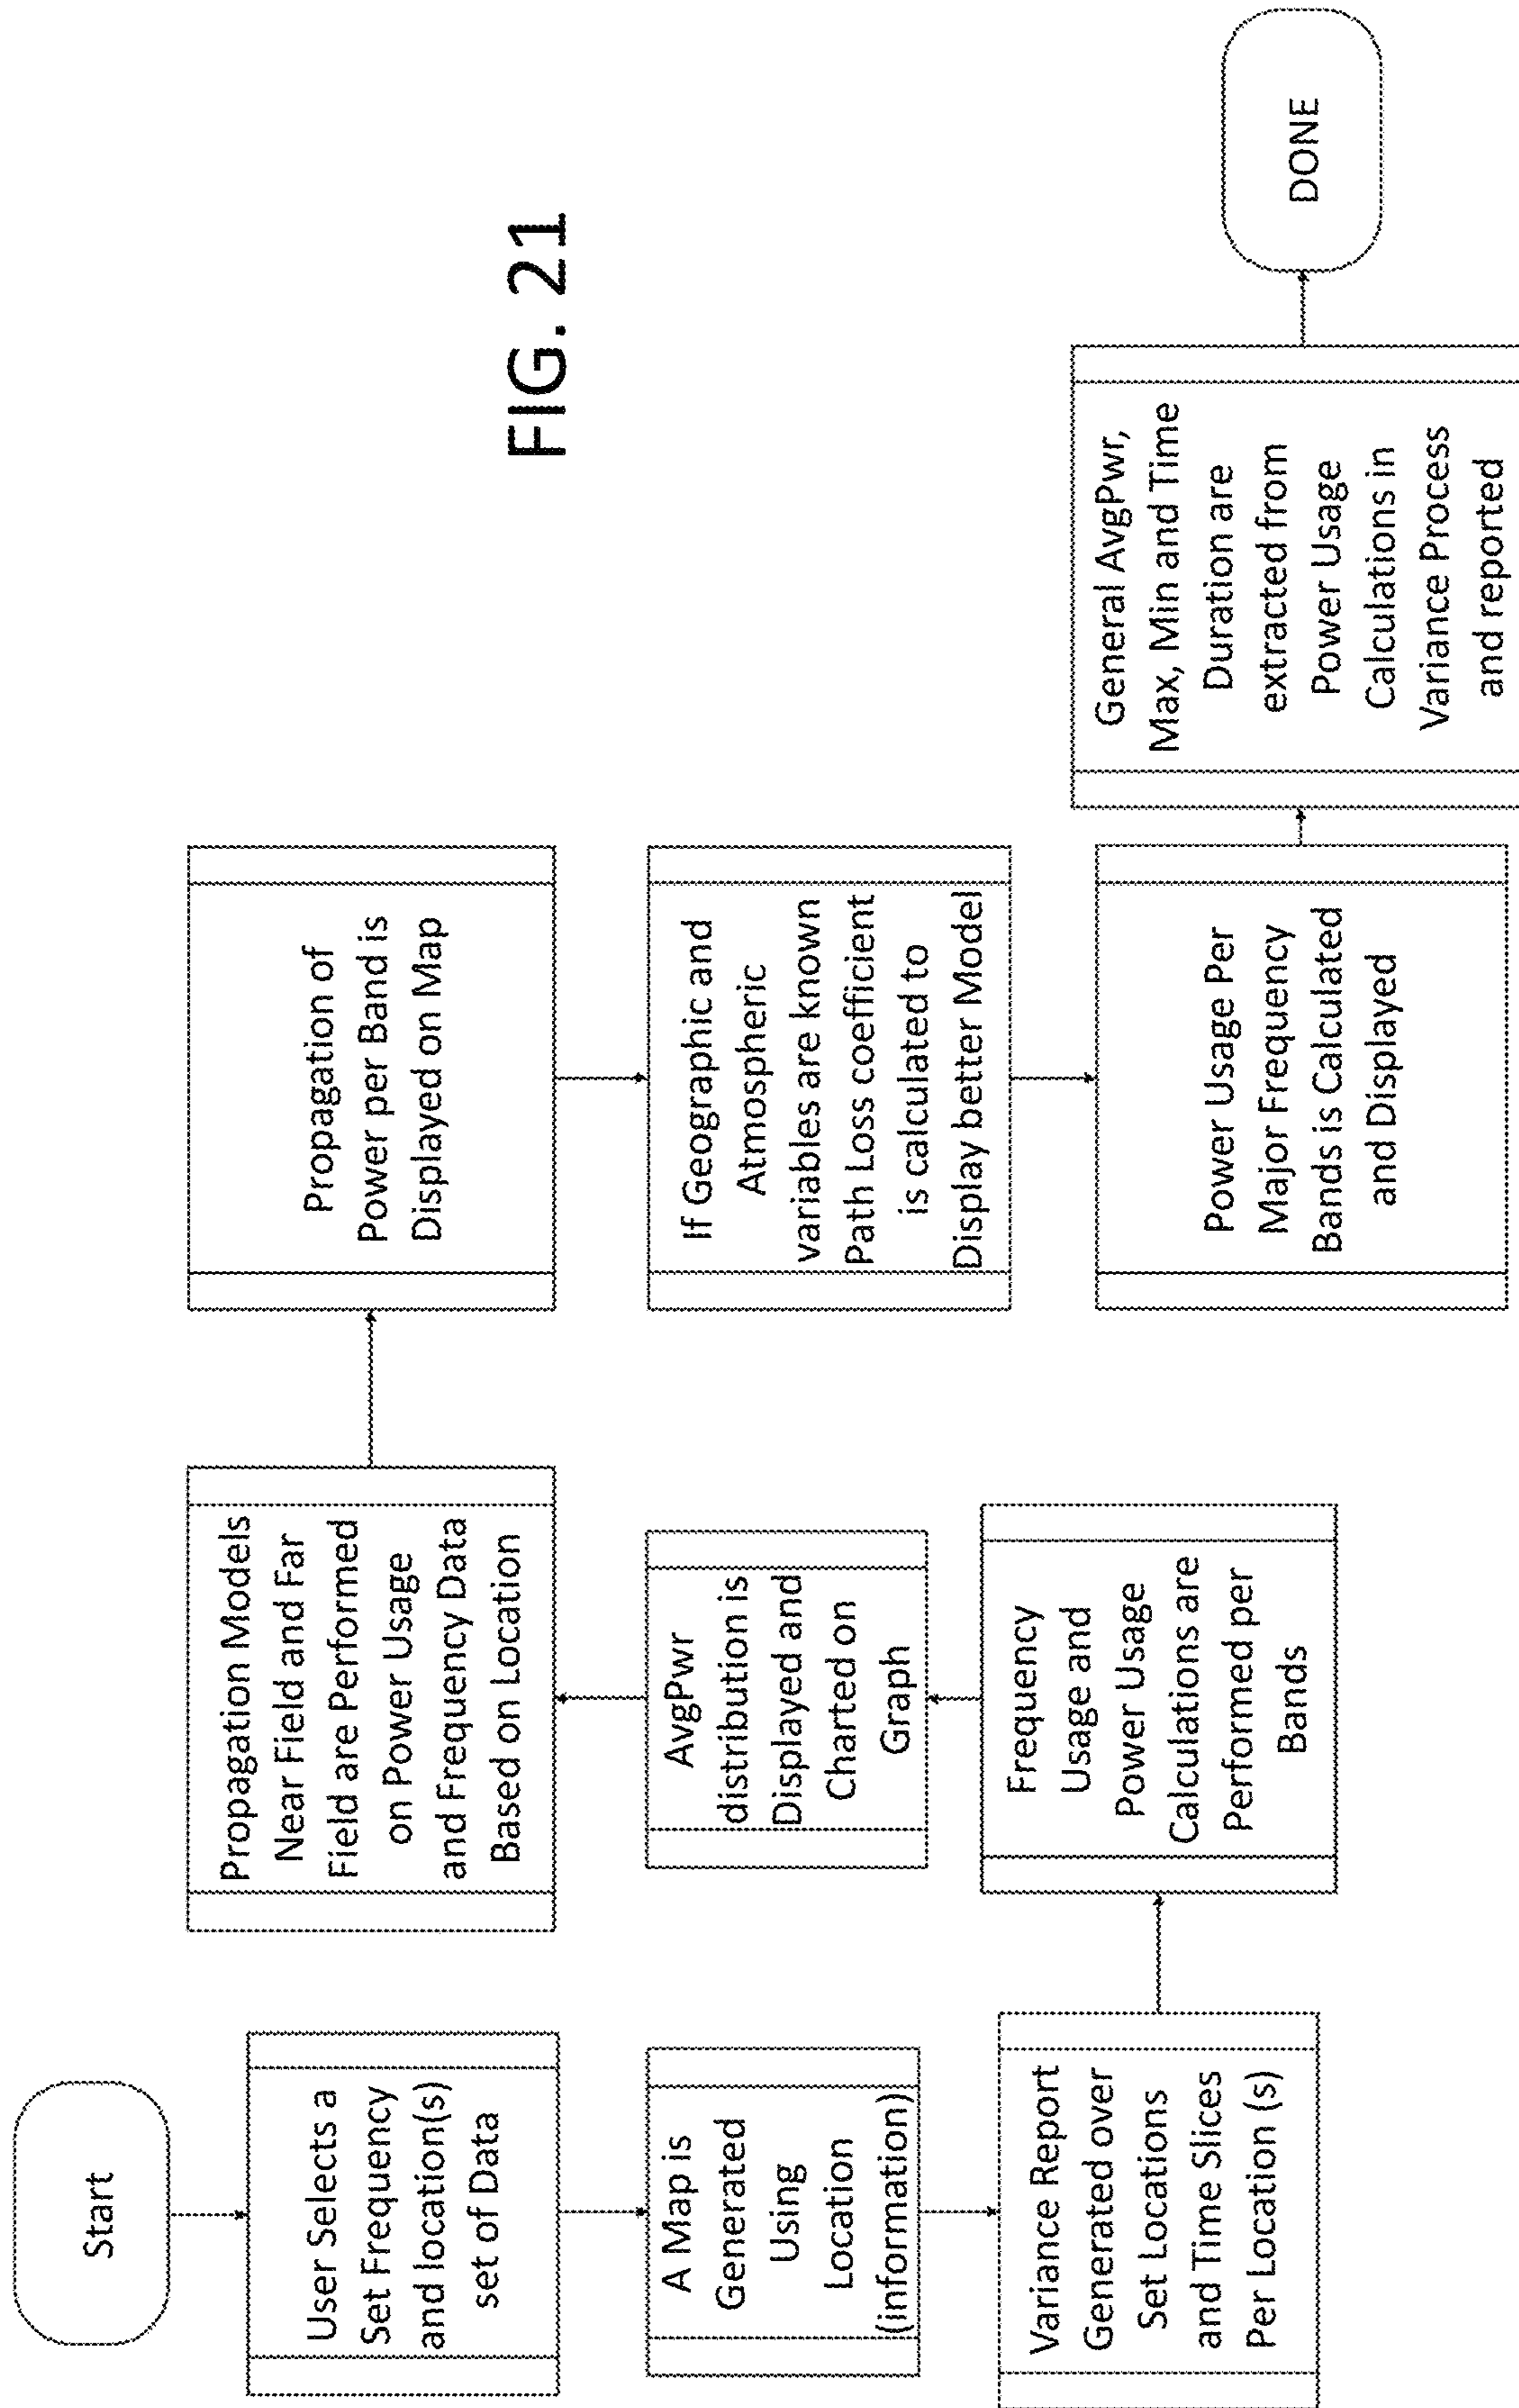 FIG. 21
Start
User Selects a
Set Frequency
and location(s)
set of Data
A Map is
Generated
Using
Location
(information)
Variance Report
Generated over
Set Locations
and Time Slices
Per Location (s)
Frequency
Usage and
Power Usage
Calculations are
Performed per
Bands
AvgPwr
distribution is
Displayed and
Charted on
Graph
Propagation Models
Near Field and Far
Field are Performed
on Power Usage
and Frequency Data
Based on Location
Propagation of
Power per Band is
Displayed on Map
If Geographic and
Atmospheric
variables are known
Path Loss coefficient
is calculated to
Display better Model
Power Usage Per
Major Frequency
Bands is Calculated
and Displayed
General AvgPwr,
Max, Min and Time
Duration are
extracted from
Power Usage
Calculations in
Variance Process
and reported
DONE